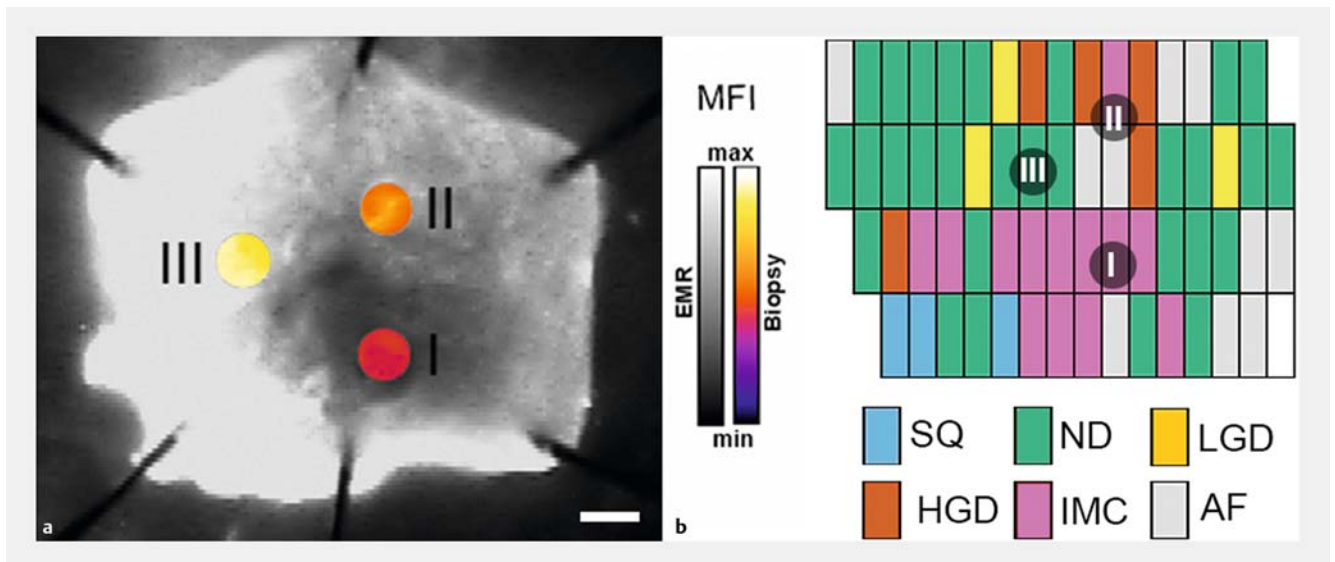 II
III
I
a
MFI
max
EMR
Biopsy
min
b
II
III
I
SQ
ND
LGD
HGD
IMC
AF